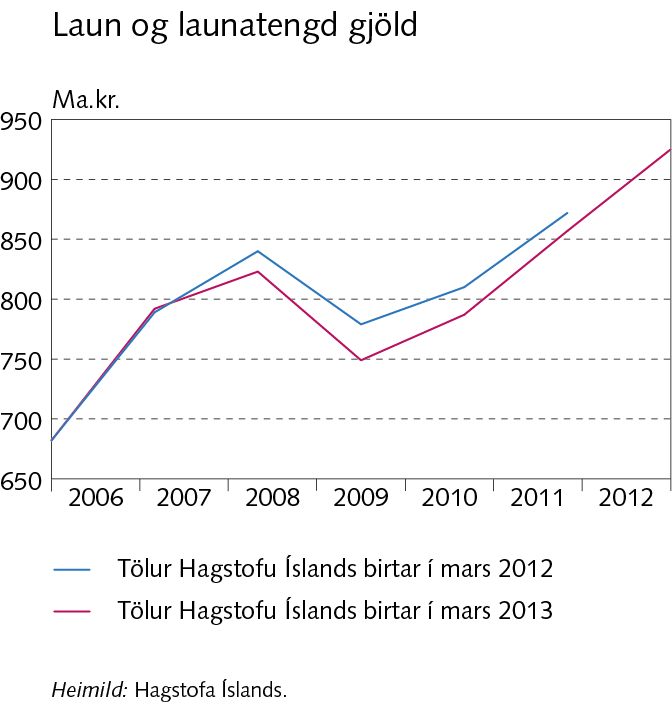 Laun og launatengd gjöld
Ma.kr.
950
900
850
800
750
700
650
2006 2007 2008 2009 2010 2011 2012
Tölur Hagstofu Íslands birtar í mars 2012
Tölur Hagstofu Íslands birtar í mars 2013
Heimild: Hagstofa Íslands.